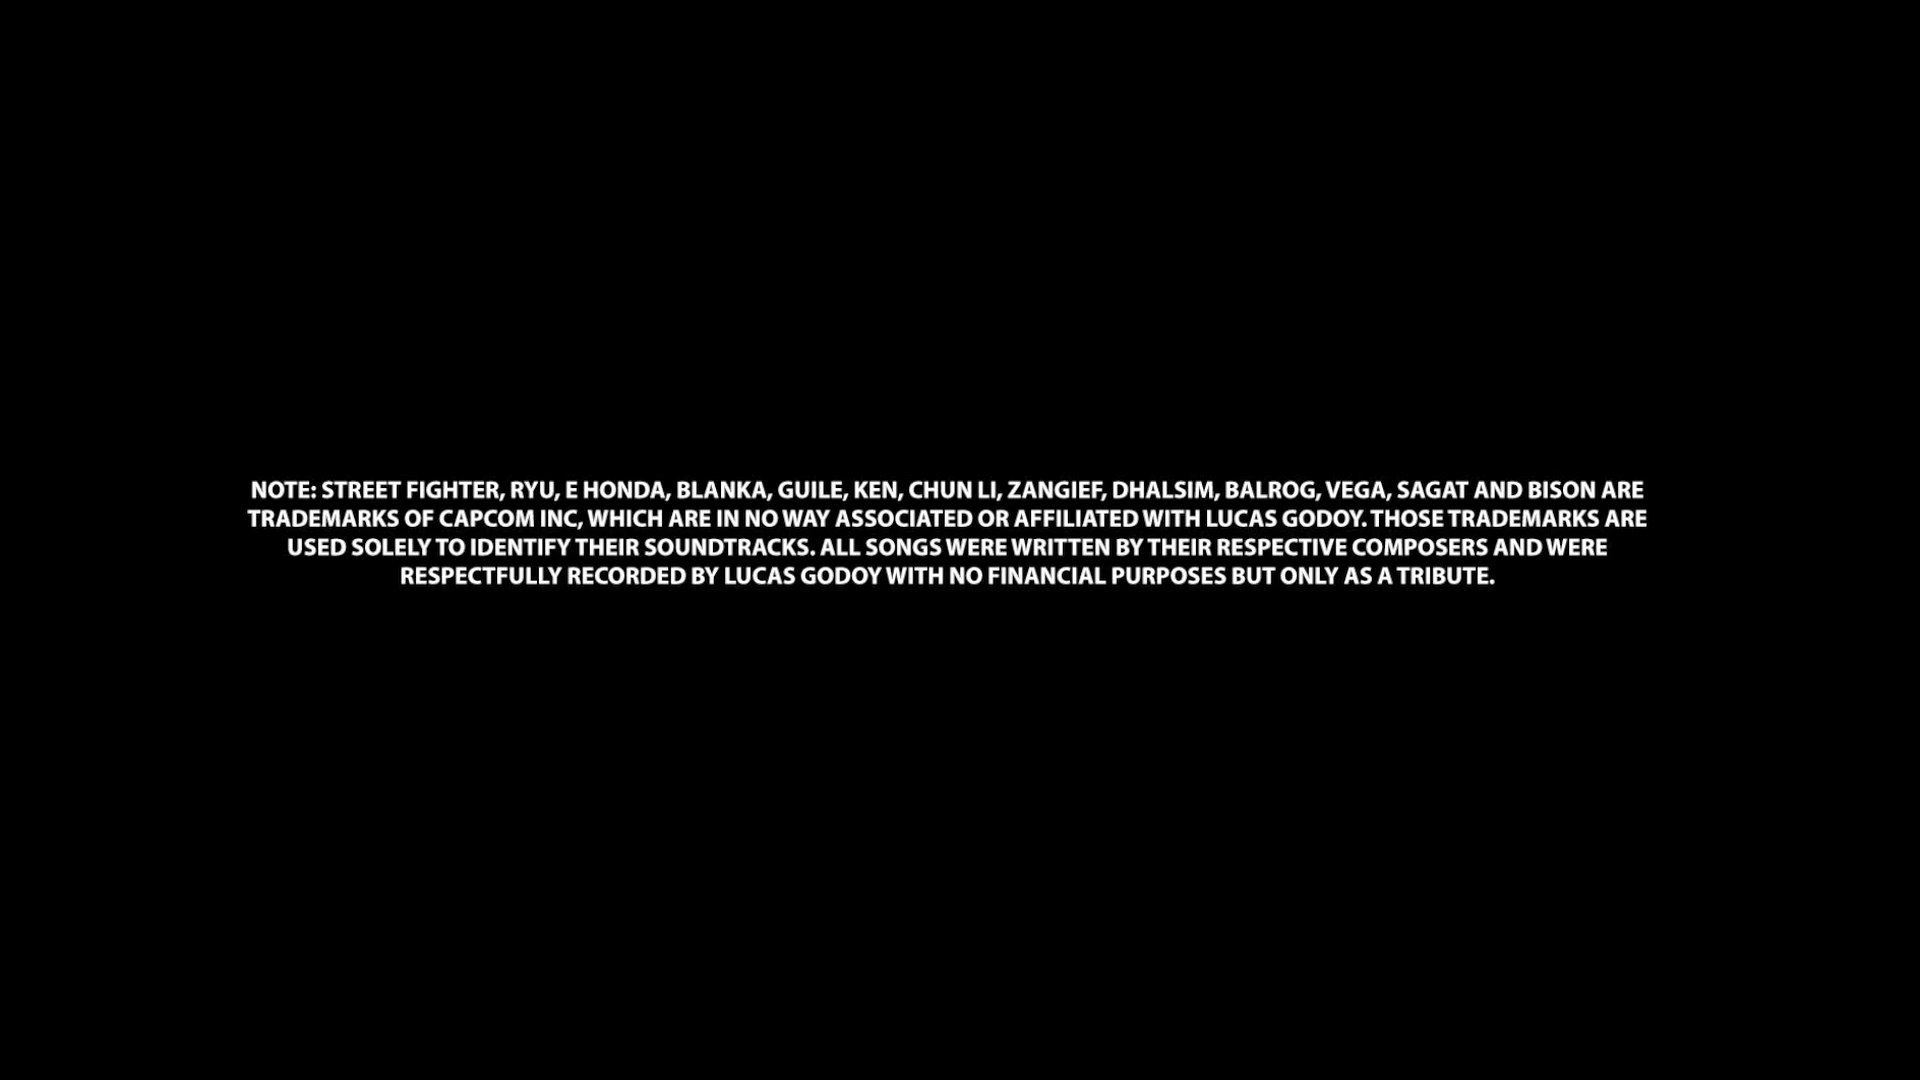 NOTE: STREET FIGHTER, RYU, E HONDA, BLANKA, GUILE, KEN, CHUN LI, ZANGIEF, DHALSIM, BALROG, VEGA, SAGAT AND BISON ARE
TRADEMARKS OF CAPCOM INC, WHICH ARE IN NO WAY ASSOCIATED OR AFFILIATED WITH LUCAS GODOY. THOSE TRADEMARKS ARE
USED SOLELY TO IDENTIFY THEIR SOUNDTRACKS. ALL SONGS WERE WRITTEN BY THEIR RESPECTIVE COMPOSERS AND WERE
RESPECTFULLY RECORDED BY LUCAS GODOY WITH NO FINANCIAL PURPOSES BUT ONLY AS A TRIBUTE.